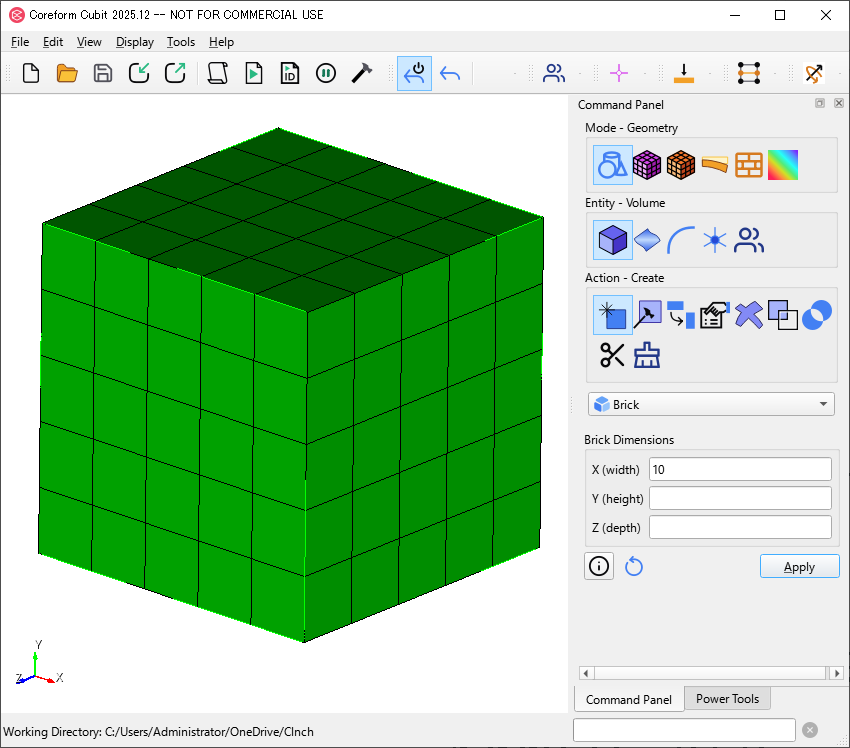 Coreform Cubit 2025.12 -- NOT FOR COMMERCIAL USE
File Edit View Display Tools Help
ID
Command Panel
Mode - Geometry
Entity - Volume
Action - Create
Brick
Brick Dimensions
X (width) 10
Y (height)
Z (depth)
Apply
Y
Z X
Command Panel Power Tools
Working Directory: C:/Users/Administrator/OneDrive/CInch